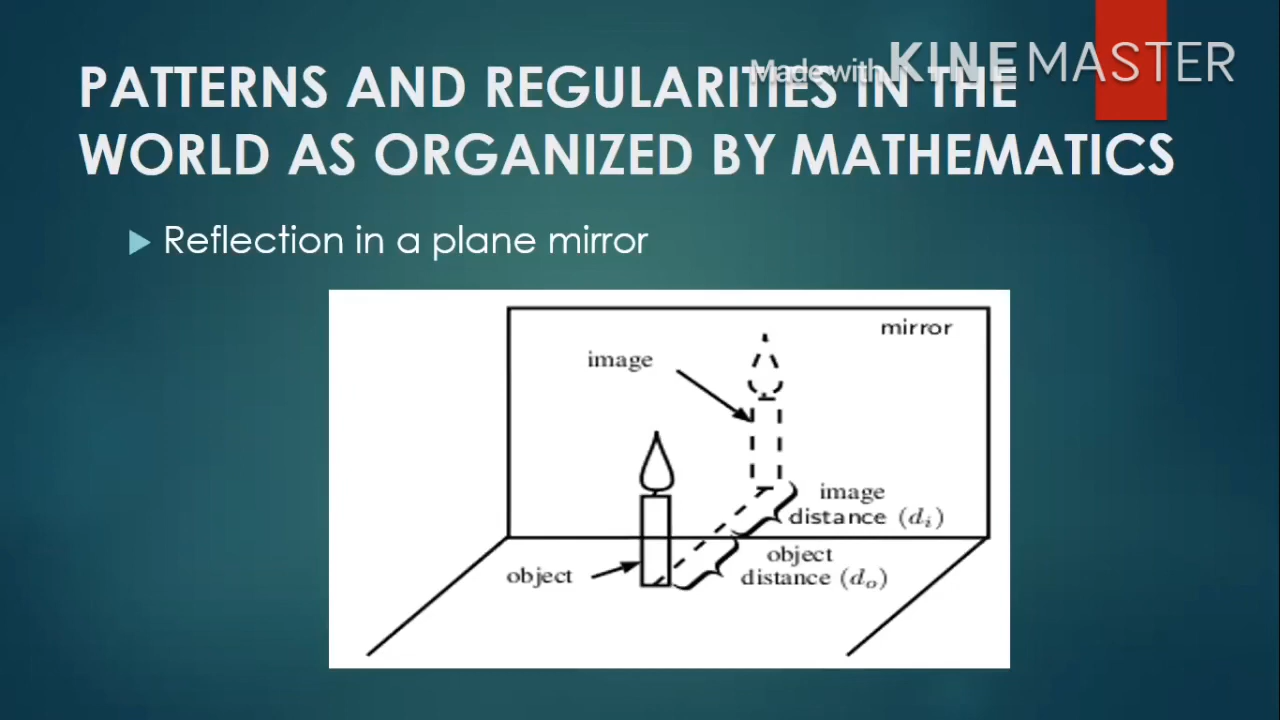 Made with KINEMASTER
PATTERNS AND REGULARITIES IN THE
WORLD AS ORGANIZED BY MATHEMATICS
Reflection in a plane mirror
mirror
image
image
distance (dᵢ)
object
distance (dₒ)
object